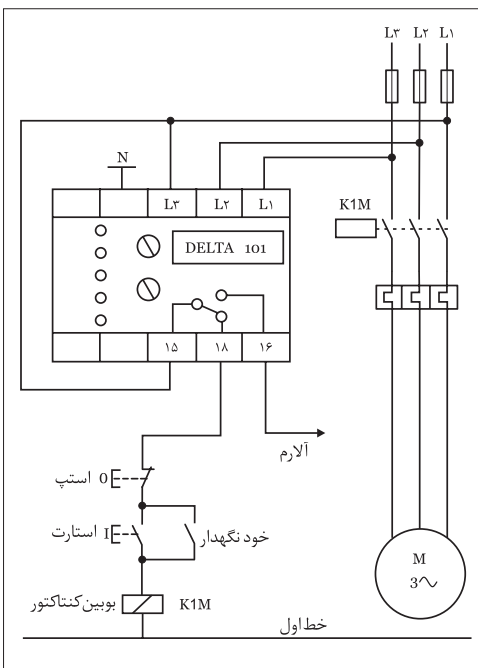 L۳ L۲ L۱
N
K1M
L۳ L۲ L۱
DELTA 101
۱۵ ۱۸ ۱۶
آلارم
0 استپ
I استارت
خود نگهدار
بوبین کنتاکتور
K1M
M
۳~
خط اول